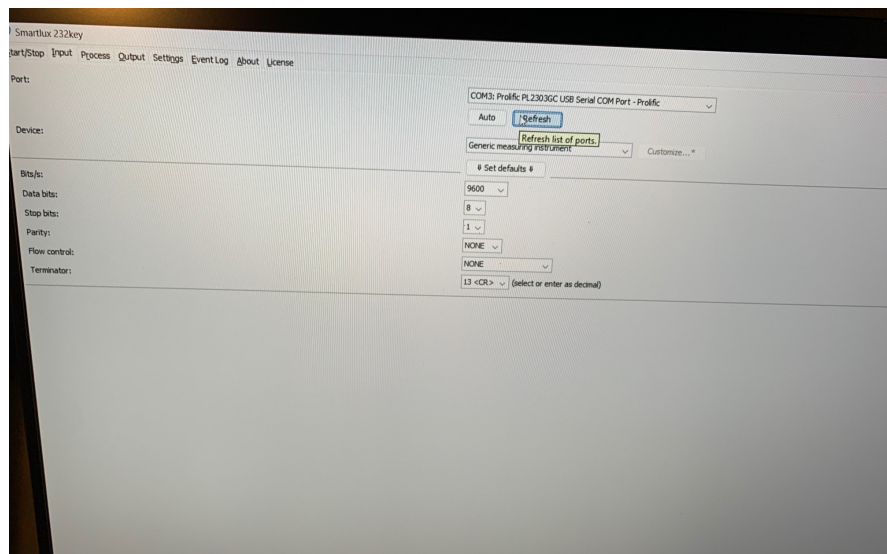 Smartlux 232key
Start/Stop Input Process Output Settings Event Log About License
Port:
COM3: Prolific PL2303GC USB Serial COM Port - Prolific
Auto Refresh
Refresh list of ports.
Device:
Generic measuring instrument Customize...*
⇟ Set defaults ⇟
Bits/s:
9600
Data bits:
8
Stop bits:
1
Parity:
NONE
Flow control:
NONE
Terminator:
13 <CR> (select or enter as decimal)